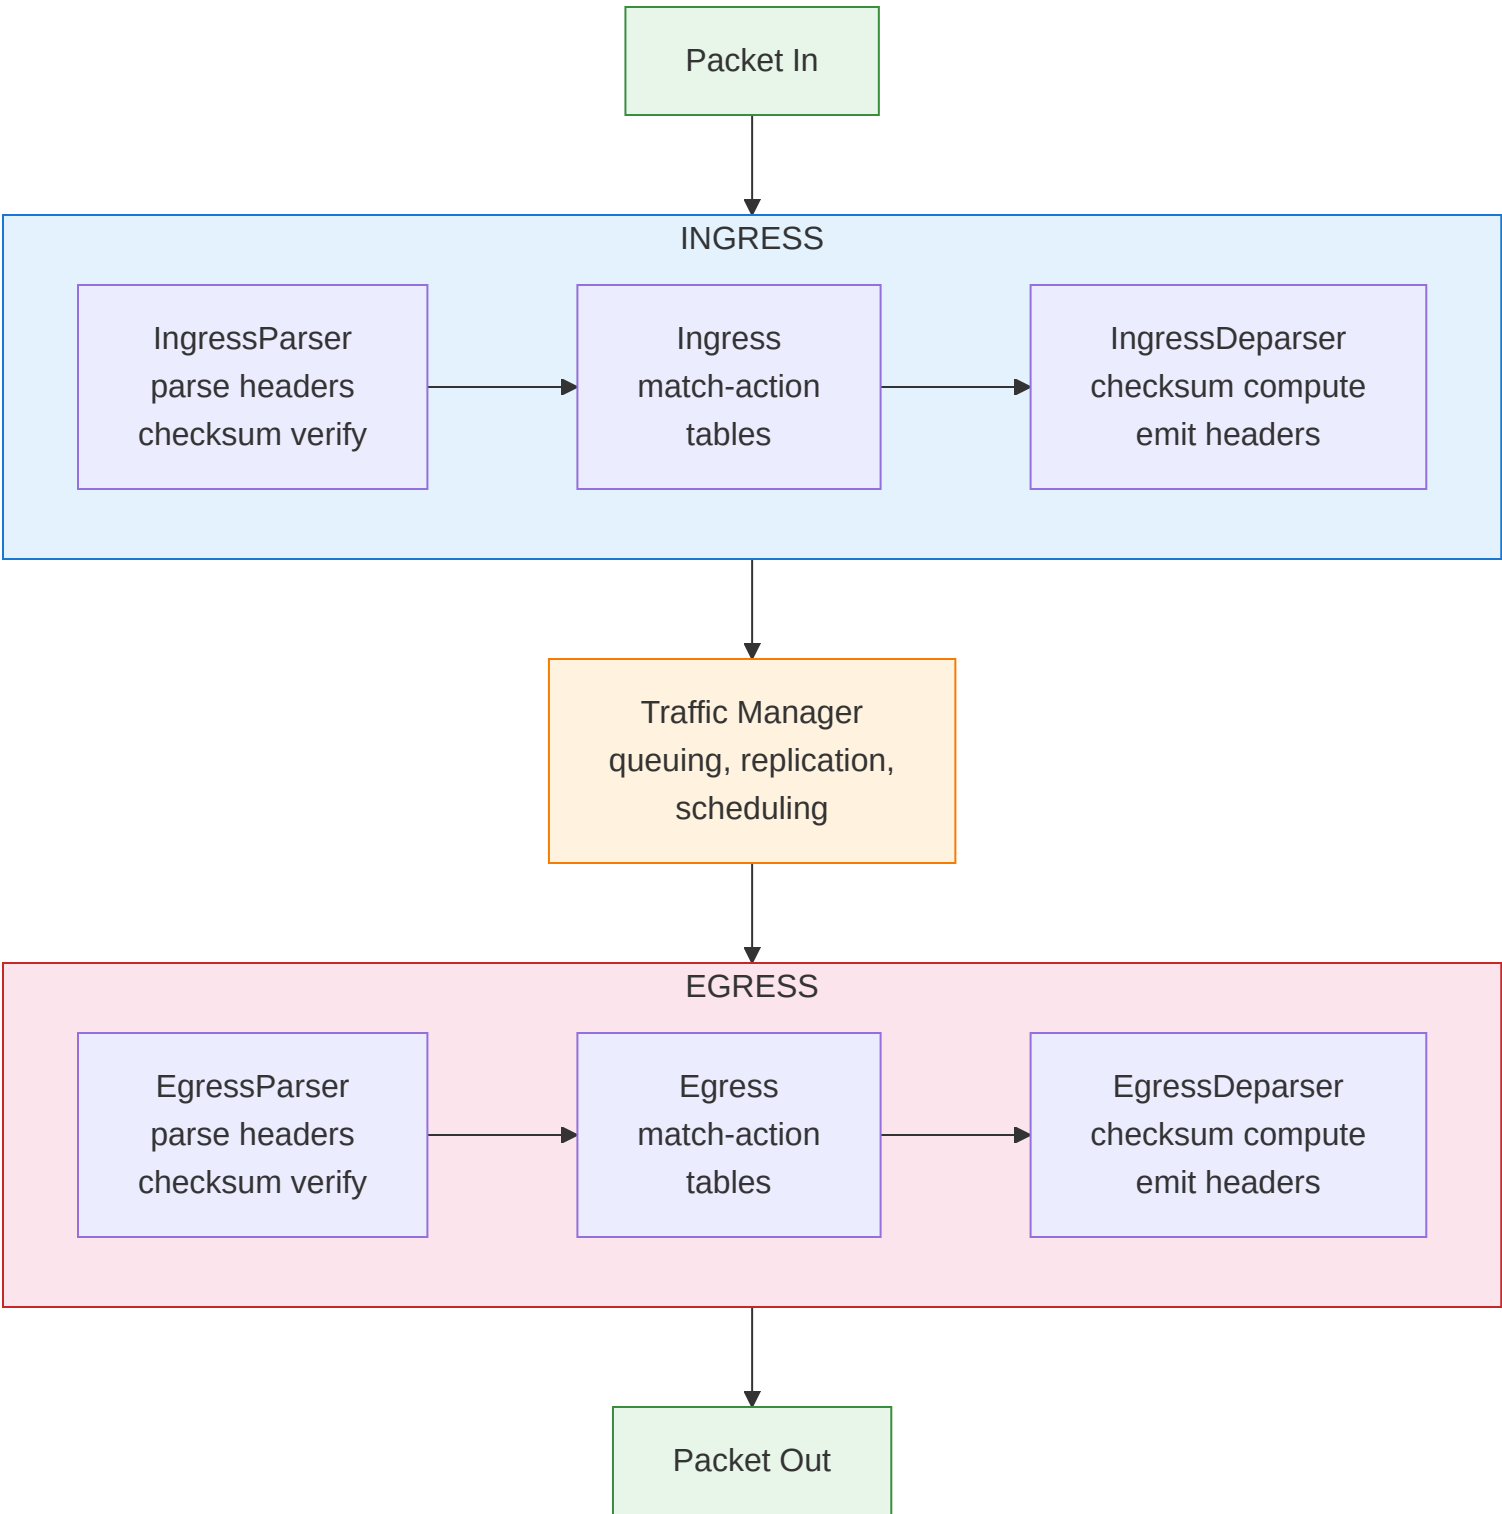 Packet In
INGRESS
IngressParser
parse headers
checksum verify
Ingress
match-action
tables
IngressDeparser
checksum compute
emit headers
Traffic Manager
queuing, replication,
scheduling
EGRESS
EgressParser
parse headers
checksum verify
Egress
match-action
tables
EgressDeparser
checksum compute
emit headers
Packet Out